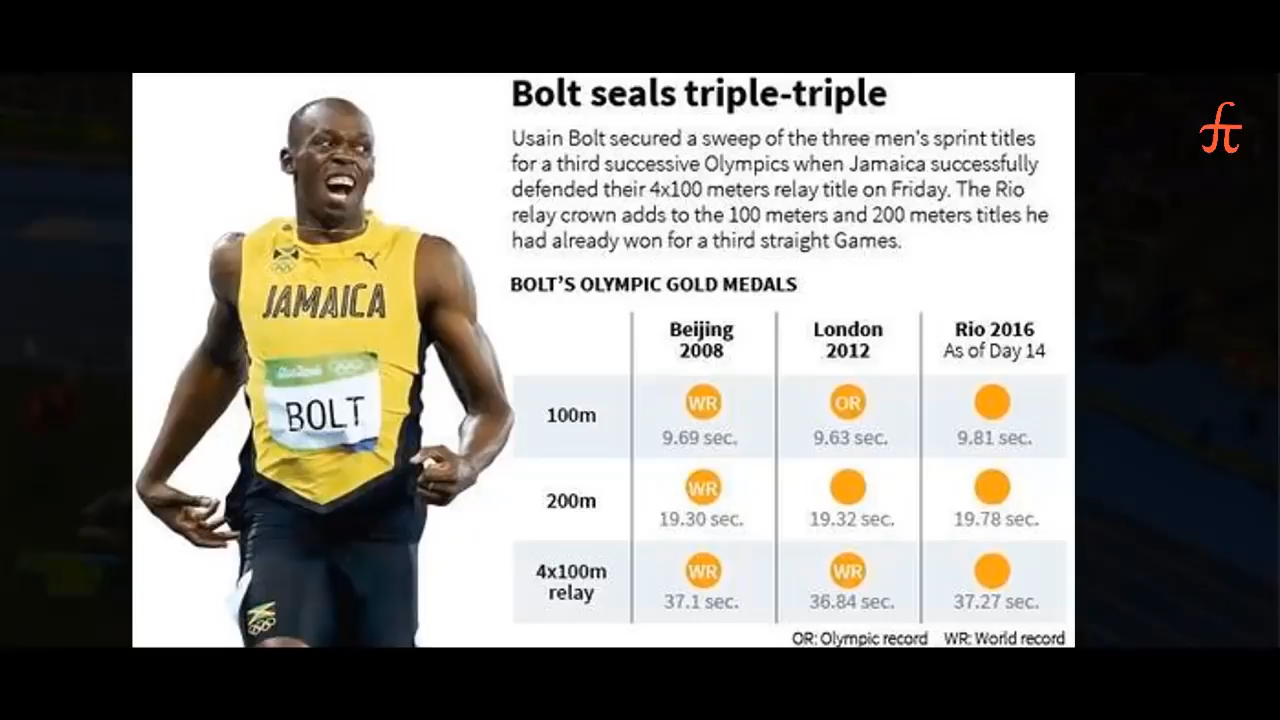 Bolt seals triple-triple
Usain Bolt secured a sweep of the three men's sprint titles
for a third successive Olympics when Jamaica successfully
defended their 4x100 meters relay title on Friday. The Rio
relay crown adds to the 100 meters and 200 meters titles he
had already won for a third straight Games.
BOLT'S OLYMPIC GOLD MEDALS
Beijing 2008
London 2012
Rio 2016
As of Day 14
100m
WR
OR
9.69 sec.
9.63 sec.
9.81 sec.
200m
WR
19.30 sec.
19.32 sec.
19.78 sec.
4x100m relay
WR
WR
37.1 sec.
36.84 sec.
37.27 sec.
OR: Olympic record WR: World record
JAMAICA
BOLT